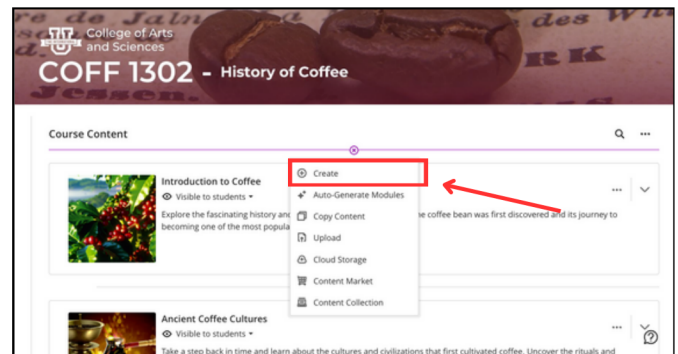 College of Arts
and Sciences
COFF 1302 - History of Coffee
Course Content
Introduction to Coffee
Visible to students
Explore the fascinating history and
e coffee bean was first discovered and its journey to
becoming one of the most popula
Create
Auto-Generate Modules
Copy Content
Upload
Cloud Storage
Content Market
Content Collection
Ancient Coffee Cultures
Visible to students
Take a step back in time and learn about the cultures and civilizations that first cultivated coffee. Uncover the rituals and